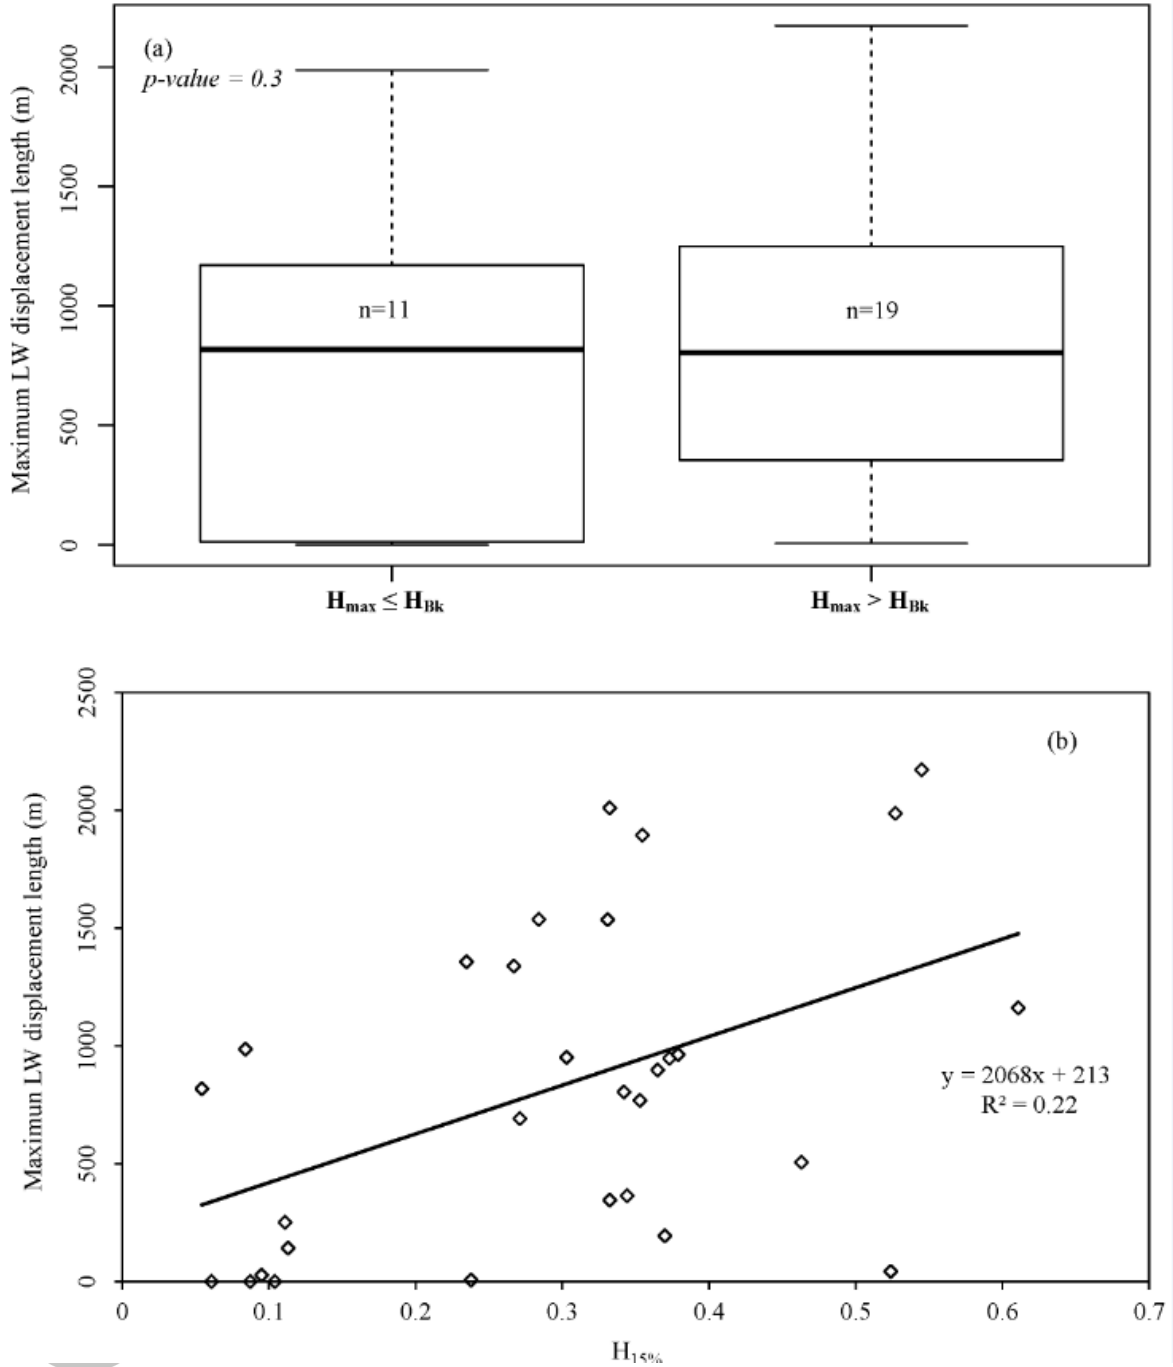 (a)
p-value = 0.3
Maximum LW displacement length (m)
2000
1500
1000
500
0
n=11
n=19
Hmax ≤ HBk
Hmax > HBk
(b)
Maximun LW displacement length (m)
2500
2000
1500
1000
500
0
y = 2068x + 213
R² = 0.22
0 0.1 0.2 0.3 0.4 0.5 0.6 0.7
H15%